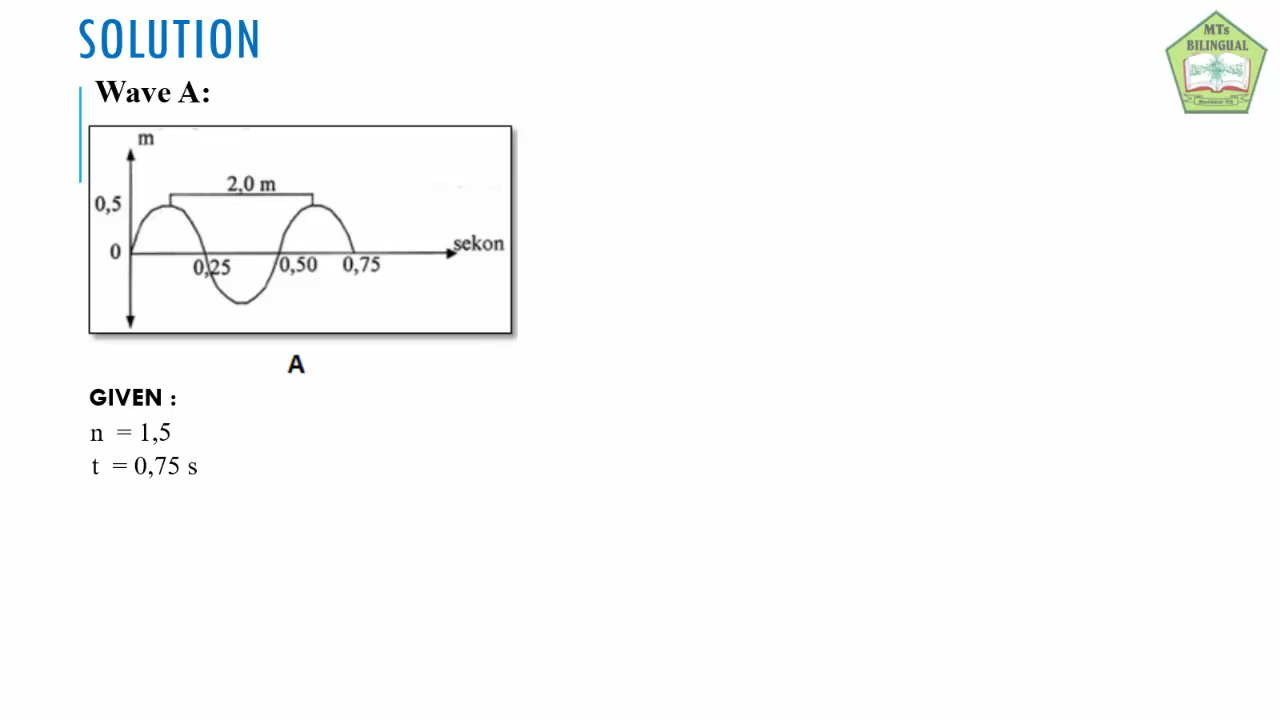 SOLUTION
MTs
BILINGUAL
Wave A:
m
2,0 m
0,5
0
sekon
0,25
0,50
0,75
A
GIVEN :
n = 1,5
t = 0,75 s